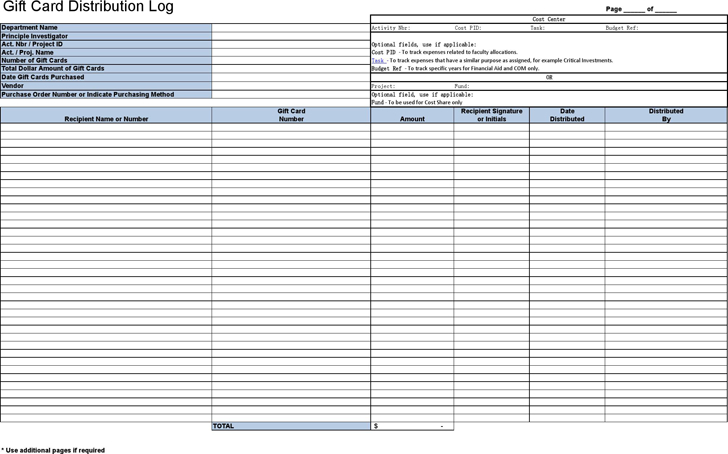 Gift Card Distribution Log
Page ______ of ______
Cost Center
Department Name
Activity Nbr: Cost PID: Task: Budget Ref:
Principle Investigator
Act. Nbr / Project ID
Optional fields, use if applicable:
Act. / Proj. Name
Cost PID - To track expenses related to faculty allocations.
Number of Gift Cards
Task - To track expenses that have a similar purpose as assigned, for example Critical Investments.
Total Dollar Amount of Gift Cards
Budget Ref - To track specific years for Financial Aid and COM only.
Date Gift Cards Purchased
OR
Vendor
Project: Fund:
Purchase Order Number or Indicate Purchasing Method
Optional field, use if applicable:
Fund - To be used for Cost Share only
Recipient Name or Number
Gift Card
Number
Amount
Recipient Signature
or Initials
Date
Distributed
Distributed
By
TOTAL $ -
* Use additional pages if required